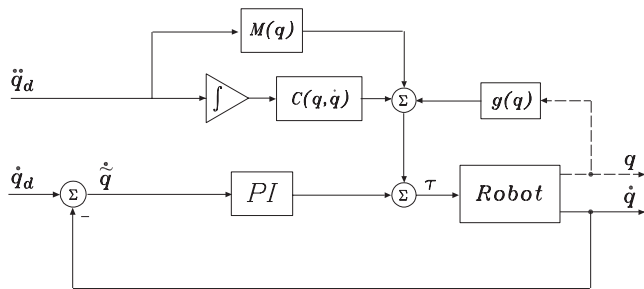 M(q)
q̈_d
∫
C(q,q̇)
Σ
g(q)
q̇_d
Σ
q̃̇
PI
Σ
τ
Robot
q
q̇
−